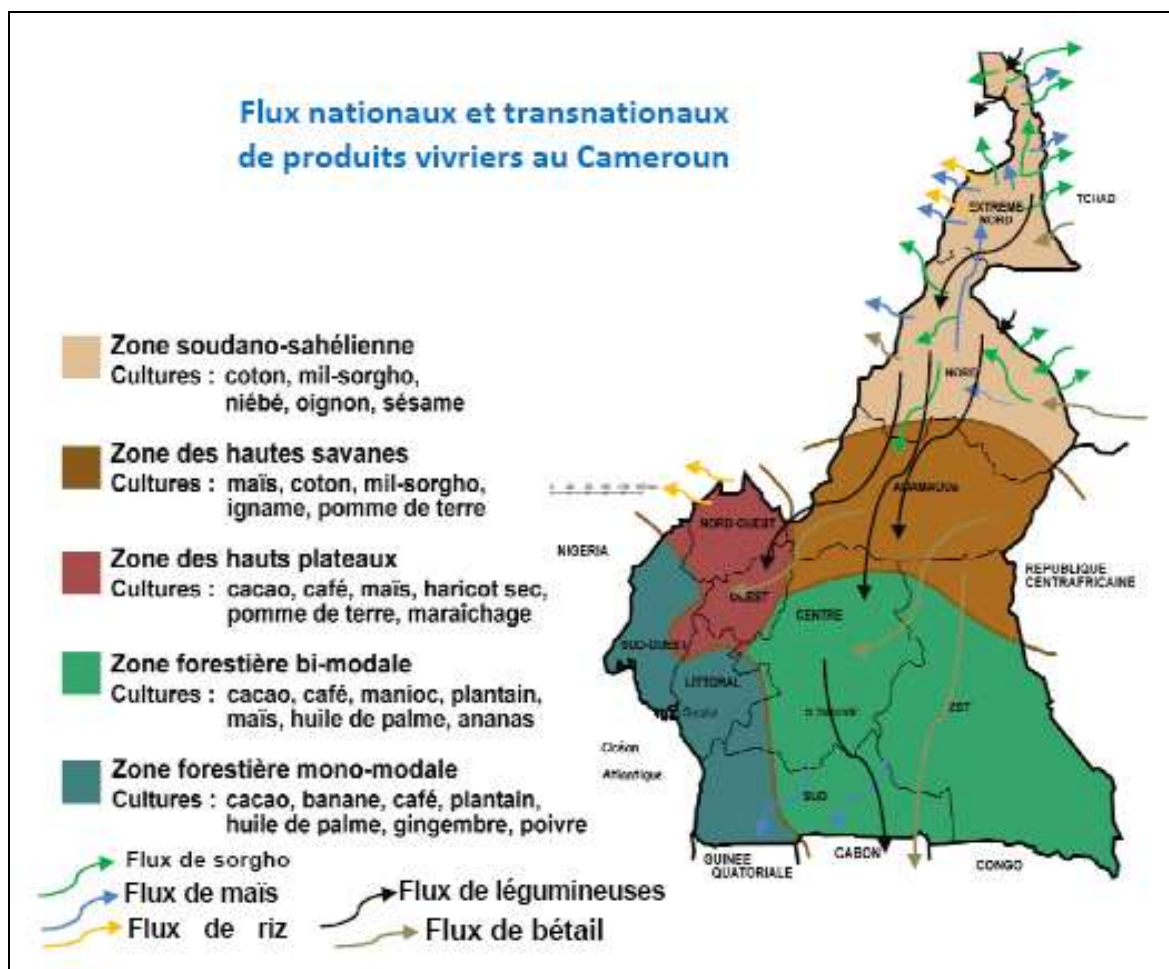 Flux nationaux et transnationaux
de produits vivriers au Cameroun
Zone soudano-sahélienne
Cultures : coton, mil-sorgho,
niébé, oignon, sésame
Zone des hautes savanes
Cultures : maïs, coton, mil-sorgho,
igname, pomme de terre
Zone des hauts plateaux
Cultures : cacao, café, maïs, haricot sec,
pomme de terre, maraîchage
Zone forestière bi-modale
Cultures : cacao, café, manioc, plantain,
maïs, huile de palme, ananas
Zone forestière mono-modale
Cultures : cacao, banane, café, plantain,
huile de palme, gingembre, poivre
Flux de sorgho
Flux de maïs
Flux de riz
Flux de légumineuses
Flux de bétail
EXTREME
NORD
TCHAD
NORD
ADAMAOUA
NORD-OUEST
NIGERIA
OUEST
REPUBLIQUE
CENTRAFRICAINE
CENTRE
SUD-OUEST
LITTORAL
EST
Océan
Atlantique
SUD
GUINEE
QUATORIALE
GABON
CONGO